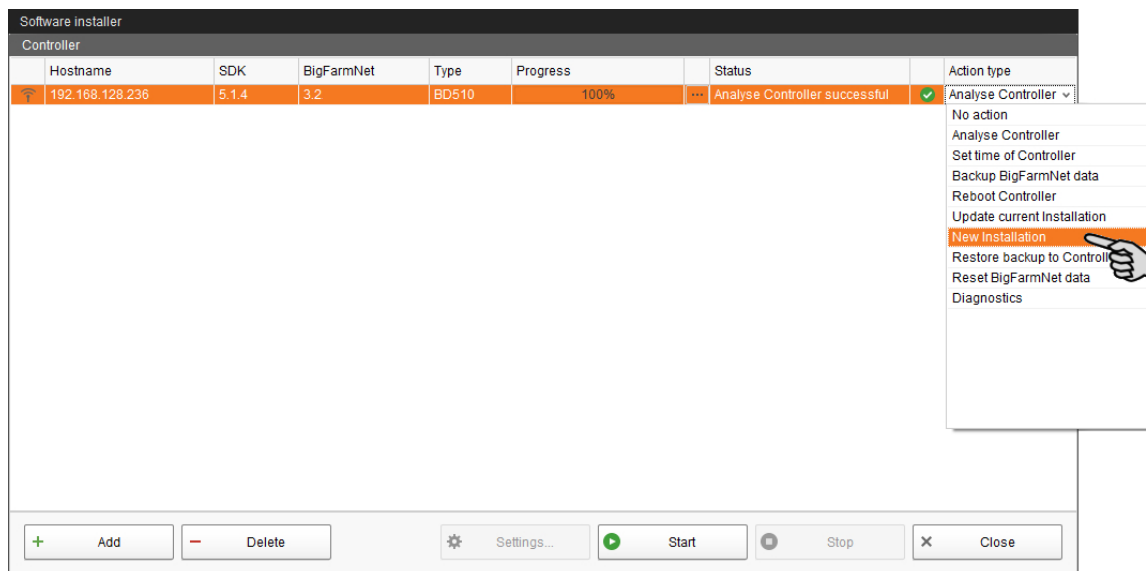 Software installer
Controller
Hostname SDK BigFarmNet Type Progress Status Action type
192.168.128.236 5.1.4 3.2 BD510 100% ... Analyse Controller successful Analyse Controller
No action
Analyse Controller
Set time of Controller
Backup BigFarmNet data
Reboot Controller
Update current Installation
New Installation
Restore backup to Controll
Reset BigFarmNet data
Diagnostics
Add Delete Settings... Start Stop Close